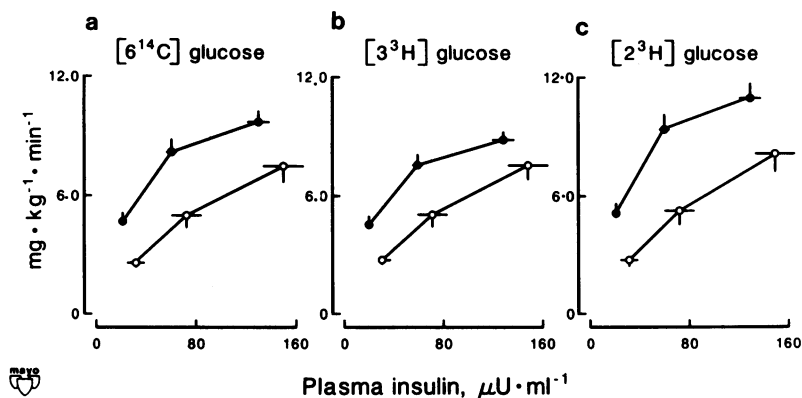 a
[6¹⁴C] glucose
b
[3³H] glucose
c
[2³H] glucose
mg • kg⁻¹ • min⁻¹
12.0
6.0
0
12.0
6.0
0
12·0
6·0
0
0 80 160
0 80 160
0 80 160
mayo
Plasma insulin, μU • ml⁻¹